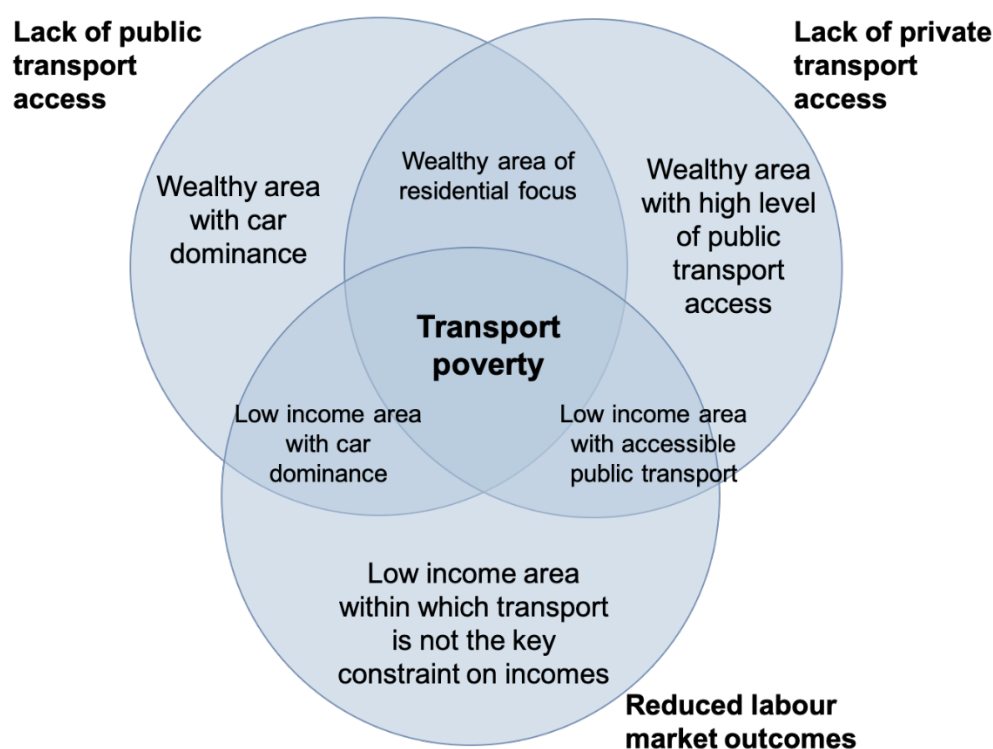 Lack of public
transport
access
Lack of private
transport
access
Wealthy area
with car
dominance
Wealthy area of
residential focus
Wealthy area
with high level
of public
transport
access
Transport
poverty
Low income area
with car
dominance
Low income area
with accessible
public transport
Low income area
within which transport
is not the key
constraint on incomes
Reduced labour
market outcomes